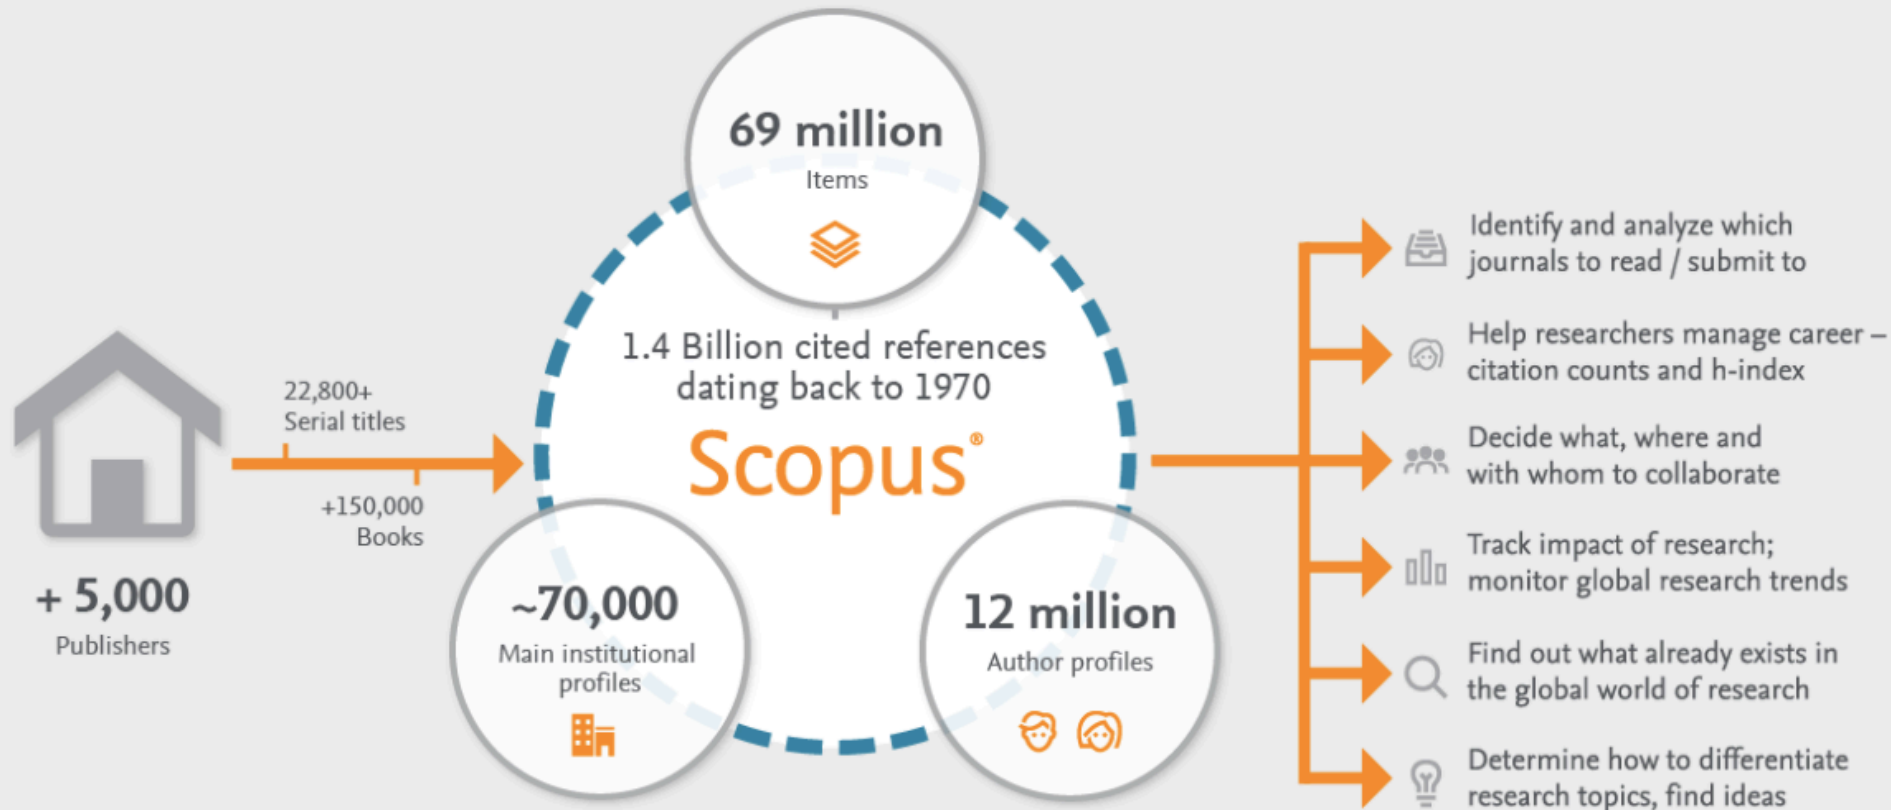 69 million
Items
1.4 Billion cited references
dating back to 1970
Scopus®
22,800+
Serial titles
+150,000
Books
+ 5,000
Publishers
~70,000
Main institutional
profiles
12 million
Author profiles
Identify and analyze which
journals to read / submit to
Help researchers manage career –
citation counts and h-index
Decide what, where and
with whom to collaborate
Track impact of research;
monitor global research trends
Find out what already exists in
the global world of research
Determine how to differentiate
research topics, find ideas